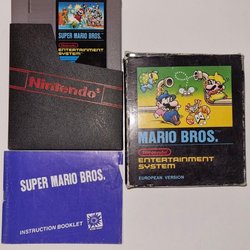 SUPER MARIO BROS.
Nintendo
ENTERTAINMENT
SYSTEM
Nintendo®
MARIO BROS.
Nintendo
ENTERTAINMENT
SYSTEM
EUROPEAN VERSION
SUPER MARIO BROS.
INSTRUCTION BOOKLET